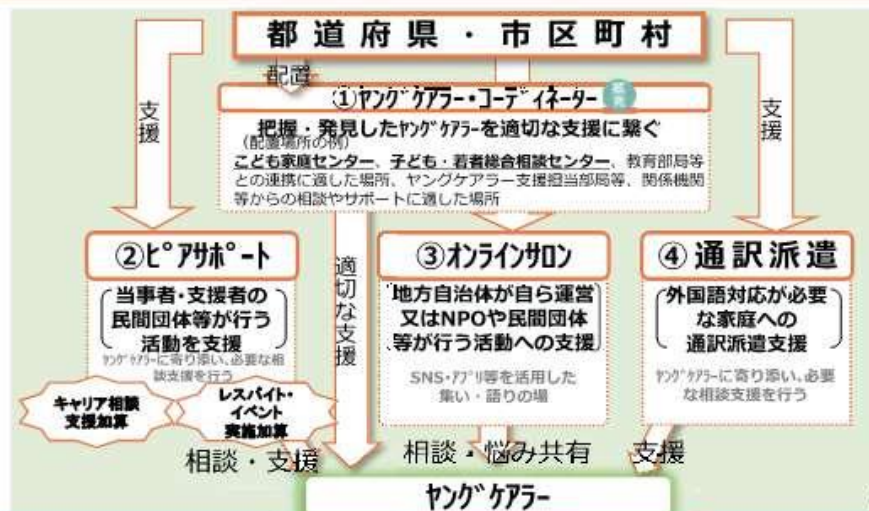 都道府県・市区町村
配置
支援
支援
①ヤングケアラー・コーディネーター
把握・発見したヤングケアラーを適切な支援に繋ぐ
(配置場所の例)
こども家庭センター、子ども・若者総合相談センター、教育部局等
との連携に適した場所、ヤングケアラー支援担当部局等、関係機関
等からの相談やサポートに適した場所
②ピアサポート
当事者・支援者の
民間団体等が行う
活動を支援
ヤングケアラーに寄り添い、必要な相
談支援を行う
キャリア相談
支援加算
レスパイト・
イベント
実施加算
適切な支援
③オンラインサロン
地方自治体が自ら運営
又はNPOや民間団体
等が行う活動への支援
SNS・アプリ等を活用した
集い・語りの場
④通訳派遣
外国語対応が必要
な家庭への
通訳派遣支援
ヤングケアラーに寄り添い、必要
な相談支援を行う
相談・支援
相談・悩み共有
支援
ヤングケアラー